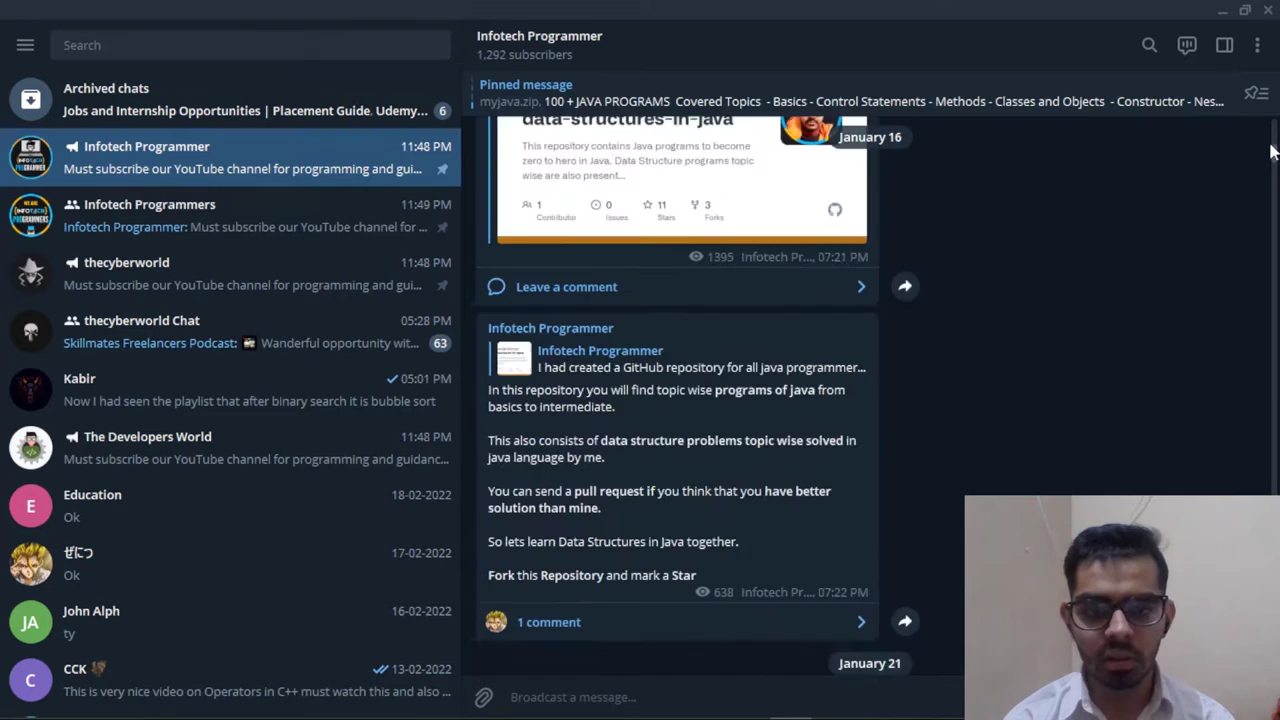 Search
Archived chats
Jobs and Internship Opportunities | Placement Guide, Udemy... 6
Infotech Programmer 11:48 PM
Must subscribe our YouTube channel for programming and gui...
Infotech Programmers 11:49 PM
Infotech Programmer: Must subscribe our YouTube channel for ...
thecyberworld 11:48 PM
Must subscribe our YouTube channel for programming and gui...
thecyberworld Chat 05:28 PM
Skillmates Freelancers Podcast: Wanderful opportunity wit... 63
Kabir 05:01 PM
Now I had seen the playlist that after binary search it is bubble sort
The Developers World 11:48 PM
Must subscribe our YouTube channel for programming and guidanc...
E
Education 18-02-2022
Ok
ぜにつ 17-02-2022
Ok
JA
John Alph 16-02-2022
ty
C
CCK 13-02-2022
This is very nice video on Operators in C++ must watch this and also ...
Infotech Programmer
1,292 subscribers
Pinned message
myjava.zip, 100 + JAVA PROGRAMS Covered Topics - Basics - Control Statements - Methods - Classes and Objects - Constructor - Nes...
data-structures-in-java
January 16
This repository contains Java programs to become
zero to hero in Java. Data Structure programs topic
wise are also present...
1 0 11 3
Contributor Issues Stars Forks
1395 Infotech Pr..., 07:21 PM
Leave a comment
Infotech Programmer
Infotech Programmer
I had created a GitHub repository for all java programmer...
In this repository you will find topic wise programs of java from
basics to intermediate.
This also consists of data structure problems topic wise solved in
java language by me.
You can send a pull request if you think that you have better
solution than mine.
So lets learn Data Structures in Java together.
Fork this Repository and mark a Star
638 Infotech Pr..., 07:22 PM
1 comment
January 21
Broadcast a message...